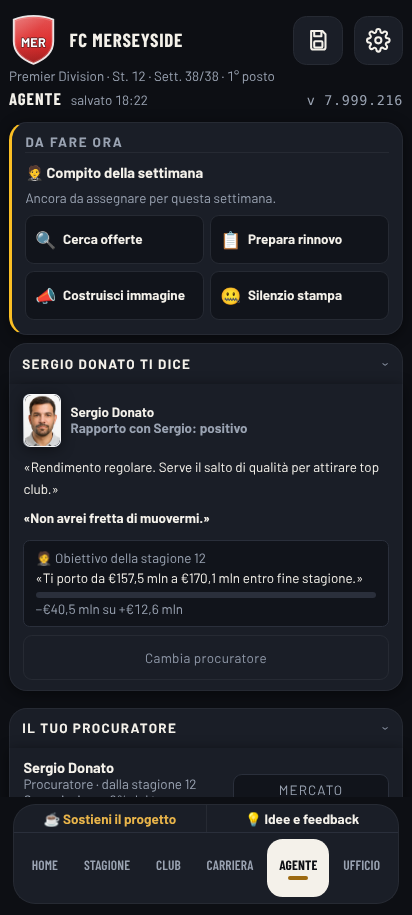 MER
FC MERSEYSIDE
Premier Division · St. 12 · Sett. 38/38 · 1° posto
AGENTE salvato 18:22 v 7.999.216
DA FARE ORA
Compito della settimana
Ancora da assegnare per questa settimana.
Cerca offerte
Prepara rinnovo
Costruisci immagine
Silenzio stampa
SERGIO DONATO TI DICE
Sergio Donato
Rapporto con Sergio: positivo
«Rendimento regolare. Serve il salto di qualità per attirare top
club.»
«Non avrei fretta di muovermi.»
Obiettivo della stagione 12
«Ti porto da €157,5 mln a €170,1 mln entro fine stagione.»
−€40,5 mln su +€12,6 mln
Cambia procuratore
IL TUO PROCURATORE
Sergio Donato
Procuratore · dalla stagione 12
MERCATO
Sostieni il progetto
Idee e feedback
HOME STAGIONE CLUB CARRIERA AGENTE UFFICIO